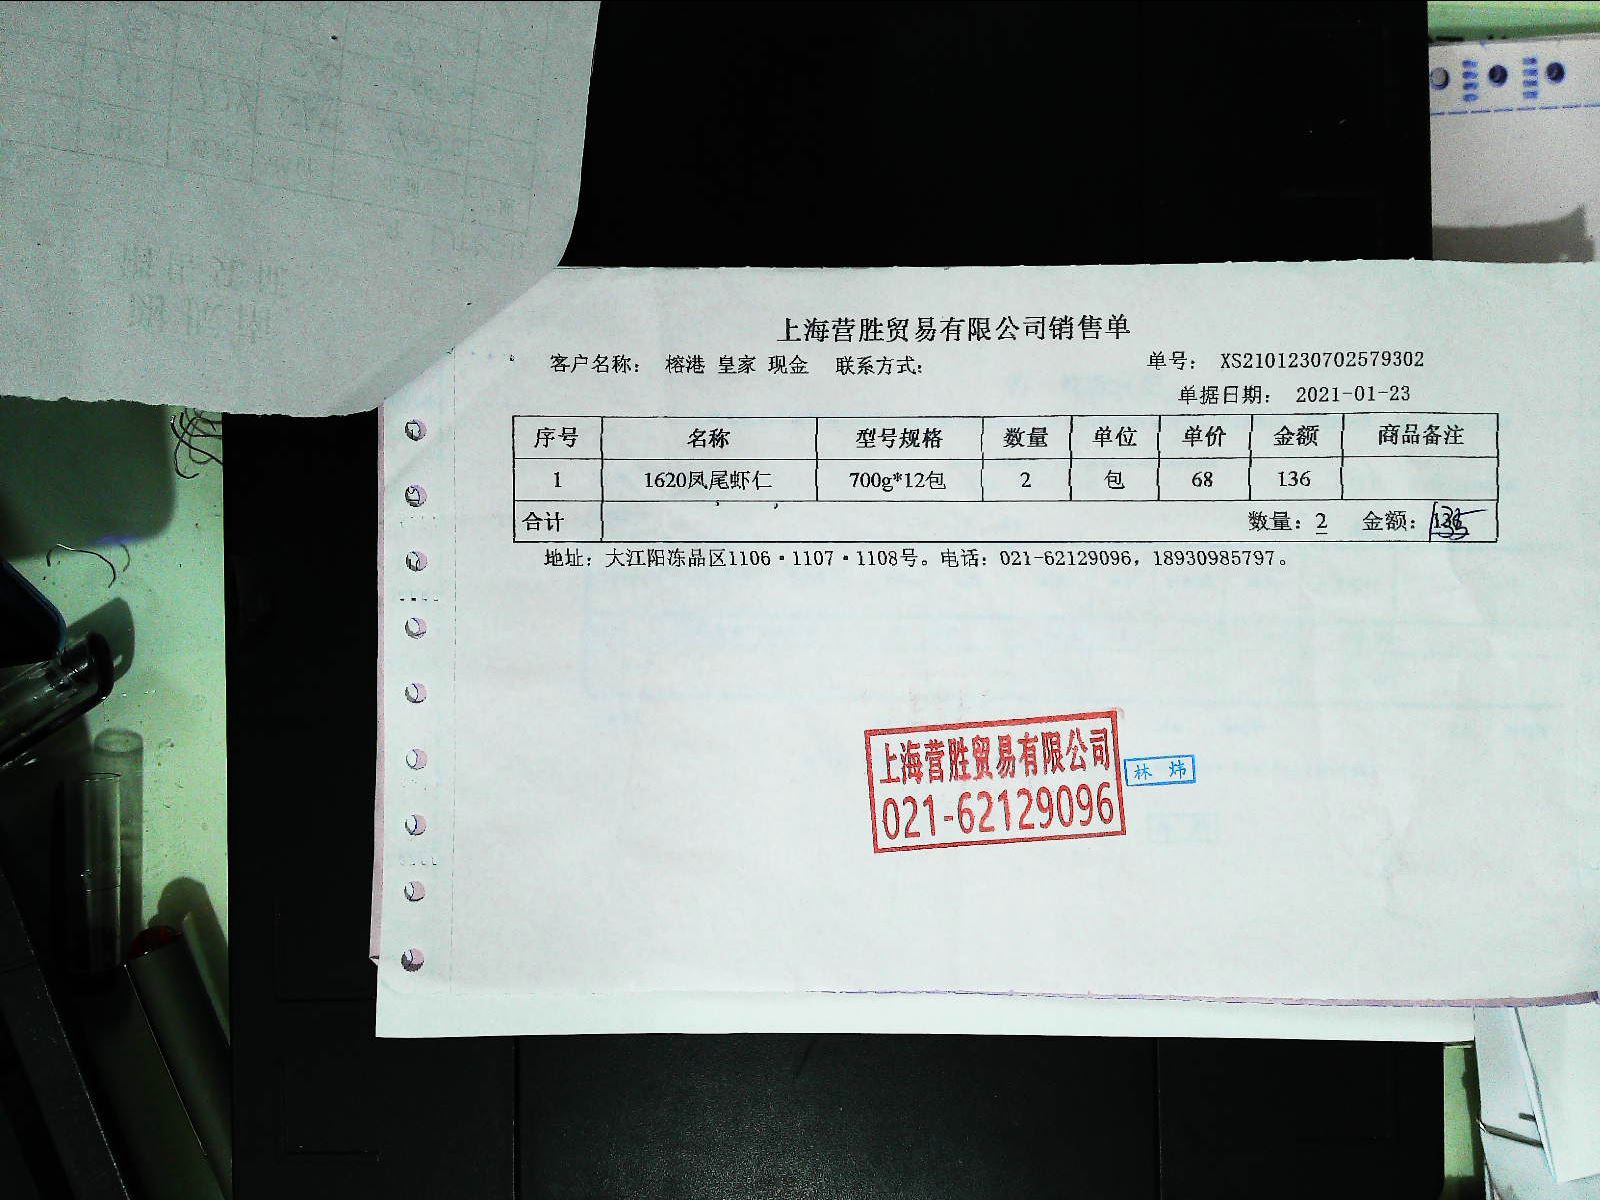 上海营胜贸易有限公司销售单
客户名称: 榕港 皇家 现金 联系方式: 单号: XS2101230702579302
单据日期: 2021-01-23
序号 名称 型号规格 数量 单位 单价 金额 商品备注
1 1620凤尾虾仁 700g*12包 2 包 68 136
合计 数量: 2 金额:
地址: 大江阳冻品区1106·1107·1108号。电话: 021-62129096, 18930985797。
上海营胜贸易有限公司
021-62129096
林炜